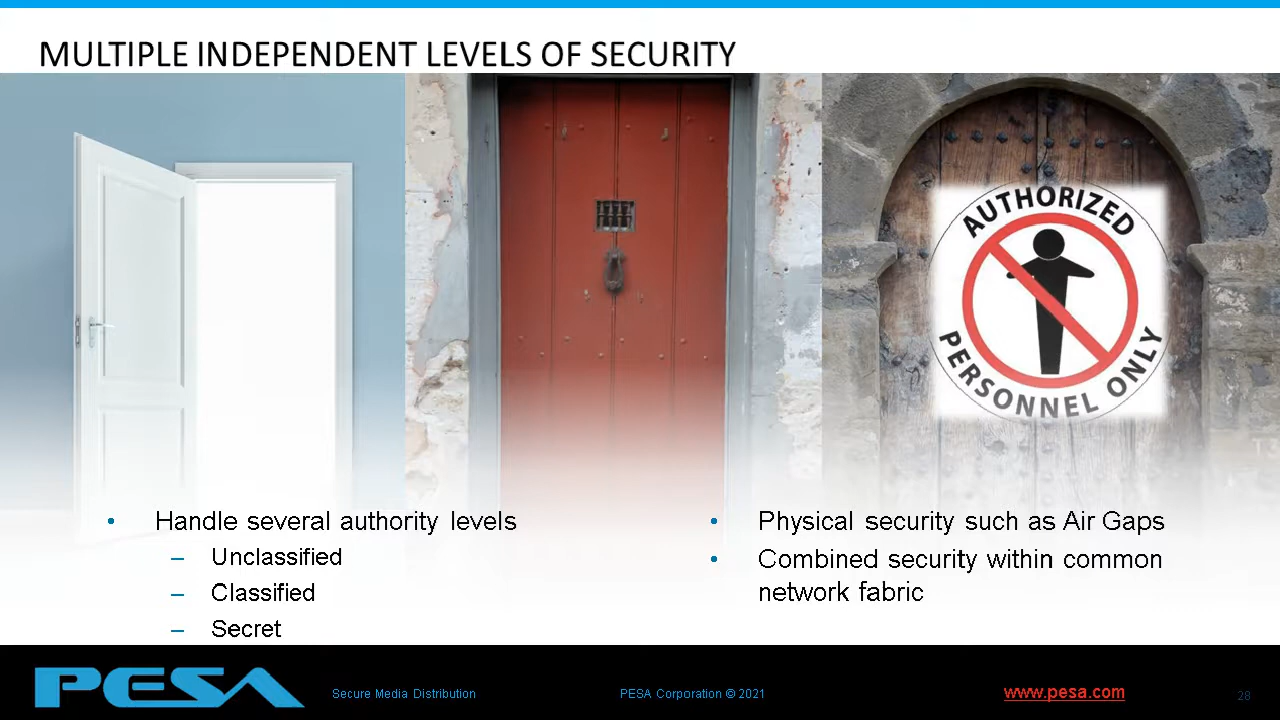 MULTIPLE INDEPENDENT LEVELS OF SECURITY
AUTHORIZED
PERSONNEL ONLY
• Handle several authority levels
– Unclassified
– Classified
– Secret
• Physical security such as Air Gaps
• Combined security within common
network fabric
PESA
Secure Media Distribution
PESA Corporation © 2021
www.pesa.com
28